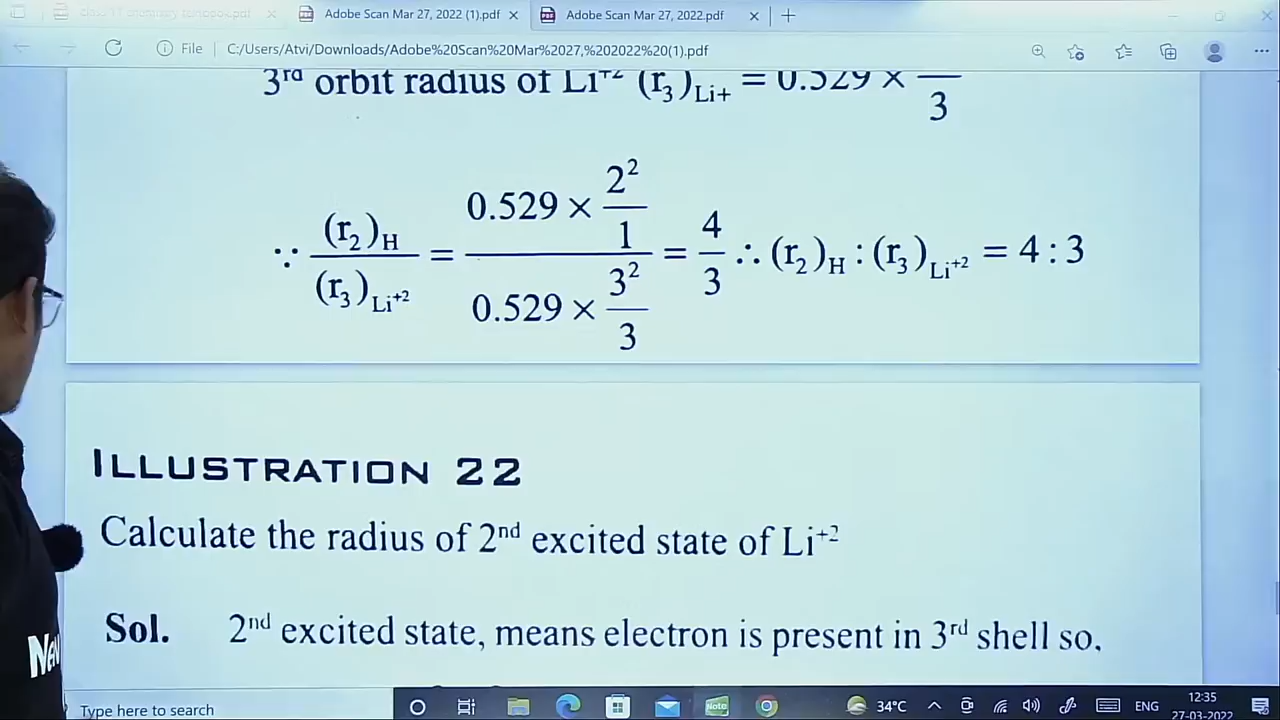 Adobe Scan Mar 27, 2022 (1).pdf × Adobe Scan Mar 27, 2022.pdf × +
File C:/Users/Atvi/Downloads/Adobe%20Scan%20Mar%2027,%202022%20(1).pdf
3rd orbit radius of Li+2 (r3)Li+ = 0.529 × /3
∵ (r2)H / (r3)Li+2 = (0.529 × 2²/1) / (0.529 × 3²/3) = 4/3 ∴ (r2)H : (r3)Li+2 = 4 : 3
ILLUSTRATION 22
Calculate the radius of 2nd excited state of Li+2
Sol. 2nd excited state, means electron is present in 3rd shell so,
New
Type here to search
Note
34°C
ENG
12:35
27-03-2022